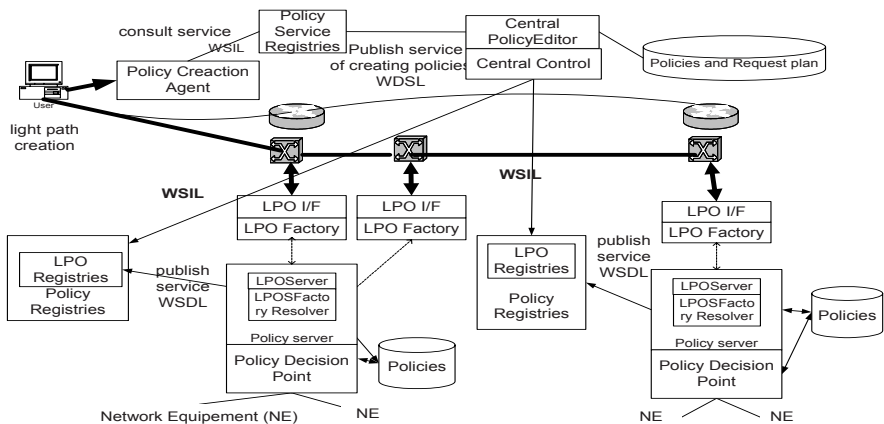 consult service
WSIL
Policy
Service
Registries
Publish service
of creating policies
WDSL
Central
PolicyEditor
Central Control
Policies and Request plan
Policy Creaction
Agent
User
light path
creation
WSIL
WSIL
LPO I/F
LPO Factory
LPO I/F
LPO Factory
LPO I/F
LPO Factory
LPO
Registries
Policy
Registries
publish
service
WSDL
LPOServer
LPOSFacto
ry Resolver
Policy server
Policy Decision
Point
Policies
Network Equipement (NE)
NE
LPO
Registries
Policy
Registries
publish
service
WSDL
LPOServer
LPOSFacto
ry Resolver
Policy server
Policy Decision
Point
Policies
NE
NE